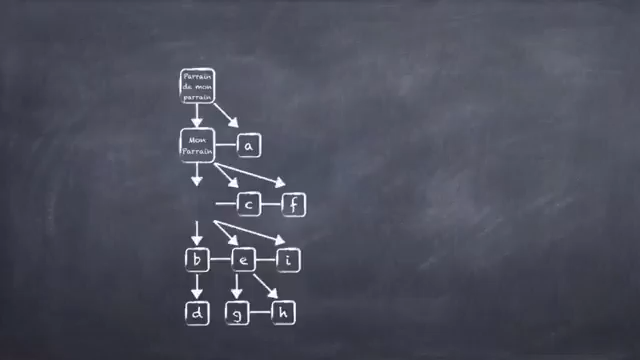 Parrain
de mon
parrain
Mon
Parrain
a
c f
b e i
d g h